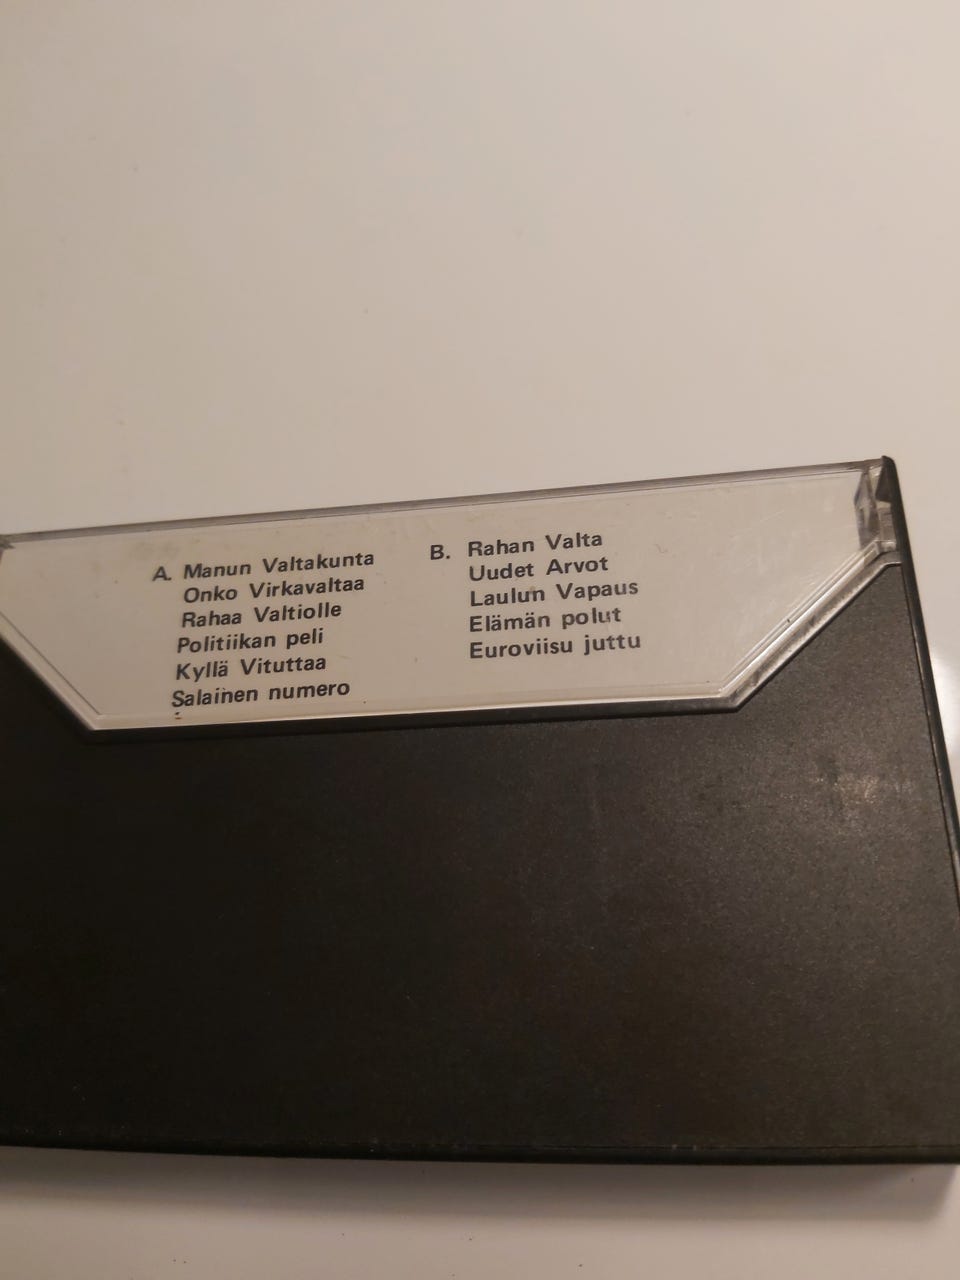 A. Manun Valtakunta
Onko Virkavaltaa
Rahaa Valtiolle
Politiikan peli
Kyllä Vituttaa
Salainen numero
B. Rahan Valta
Uudet Arvot
Laulun Vapaus
Elämän polut
Euroviisu juttu